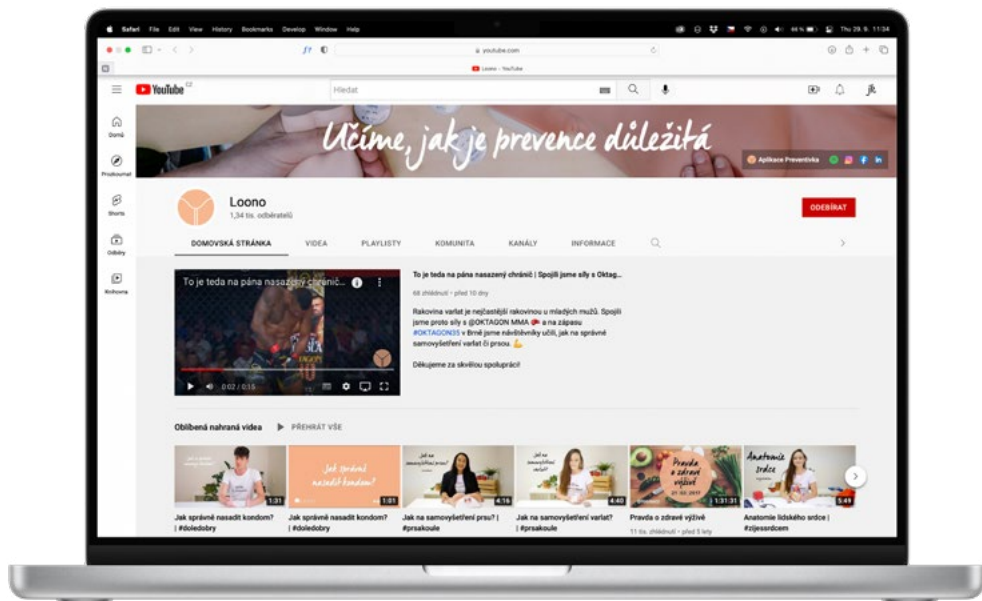 Safari File Edit View History Bookmarks Develop Window Help
Thu 29. 9. 11:34
youtube.com
Loono – YouTube
YouTube CZ
Hledat
Domů
Prozkoumat
Shorts
Odběry
Knihovna
Učíme, jak je prevence důležitá
Aplikace Preventivka
Loono
1,34 tis. odběratelů
ODEBÍRAT
DOMOVSKÁ STRÁNKA VIDEA PLAYLISTY KOMUNITA KANÁLY INFORMACE
To je teda na pána nasazený chránič...
0:02 / 0:15
To je teda na pána nasazený chránič | Spojili jsme síly s Oktag...
68 zhlédnutí • před 10 dny
Rakovina varlat je nejčastější rakovinou u mladých mužů. Spojili
jsme proto síly s @OKTAGON MMA 🥊 a na zápasu
#OKTAGON35 v Brně jsme návštěvníky učili, jak na správné
samovyšetření varlat či prsou. 💪
Děkujeme za skvělou spolupráci!
Oblíbená nahraná videa PŘEHRÁT VŠE
1:31
Jak správně nasadit kondom?
| #doledobry
Jak správně
nasadit kondom?
1:01
Jak správně nasadit kondom?
| #doledobry
Jak na
samovyšetření prsu?
4:16
Jak na samovyšetření prsu? |
#prsakoule
Jak na
samovyšetření
varlat?
4:40
Jak na samovyšetření varlat?
| #prsakoule
Pravda
o zdravé
výživě
1:31:31
Pravda o zdravé výživě
11 tis. zhlédnutí • před 5 lety
Anatomie
srdce
5:49
Anatomie lidského srdce |
#zijessrdcem